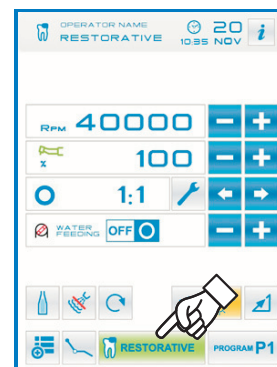 OPERATOR NAME
RESTORATIVE
10:35
20
NOV
i
RPM 40000
% 100
1:1
WATER
FEEDING
OFF
RESTORATIVE
PROGRAM P1